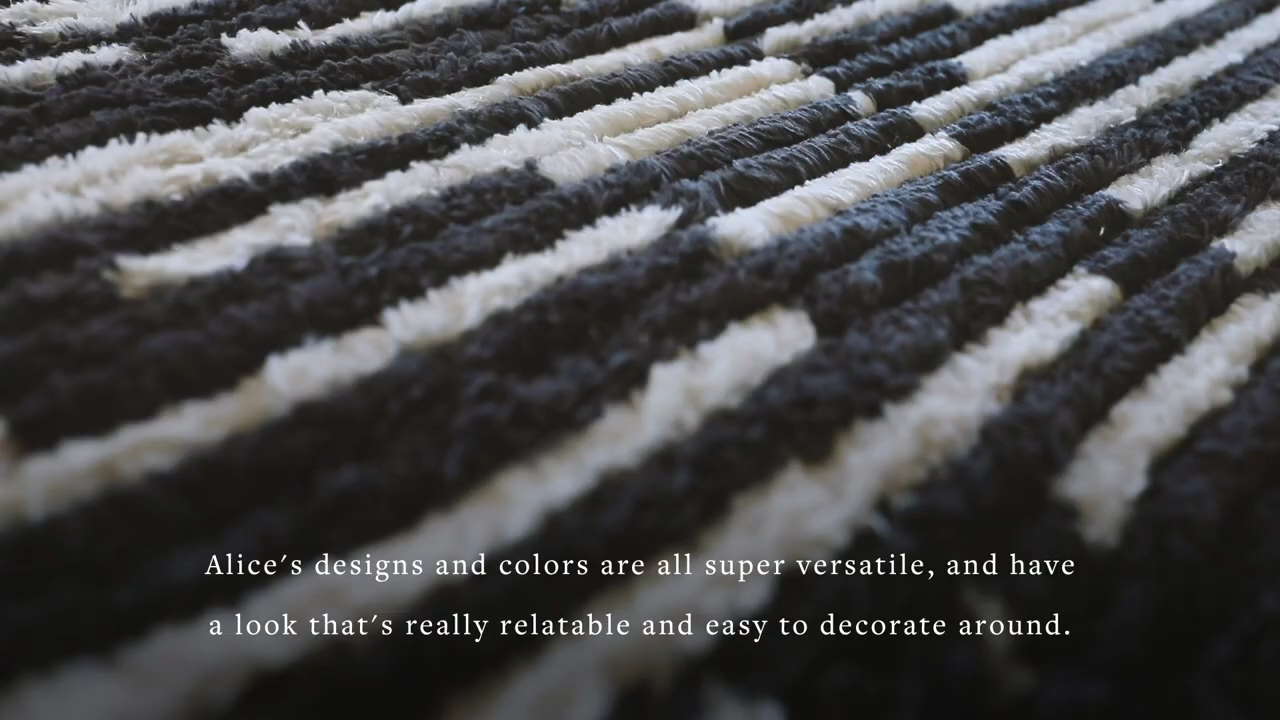 Alice's designs and colors are all super versatile, and have
a look that's really relatable and easy to decorate around.